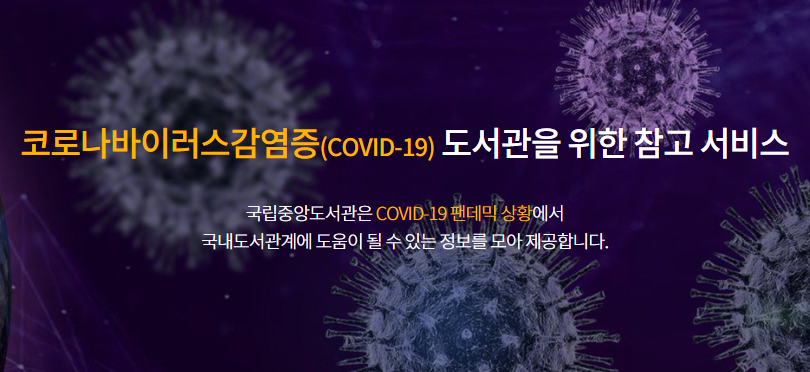 코로나바이러스감염증(COVID-19) 도서관을 위한 참고 서비스
국립중앙도서관은 COVID-19 팬데믹 상황에서
국내도서관계에 도움이 될 수 있는 정보를 모아 제공합니다.